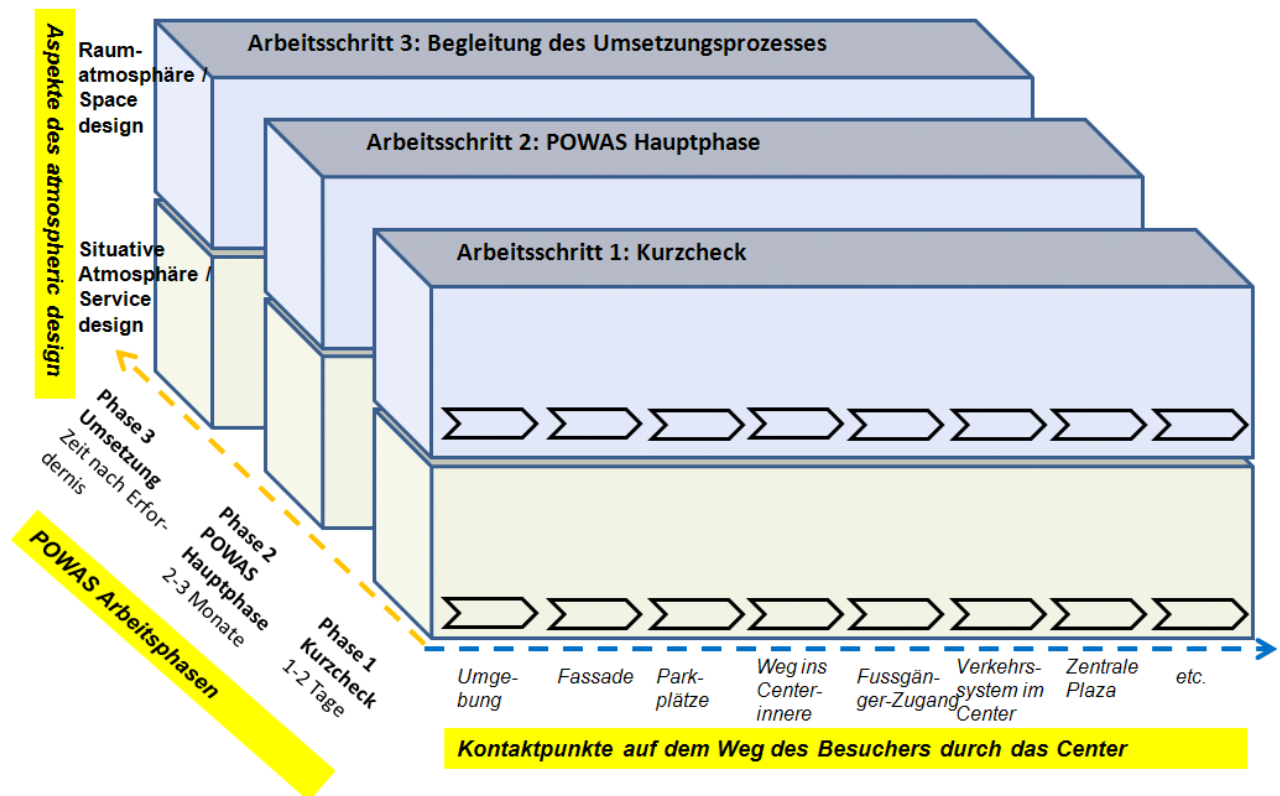 Aspekte des atmospheric design
Raum-
atmosphäre /
Space
design
Situative
Atmosphäre /
Service
design
Arbeitsschritt 3: Begleitung des Umsetzungsprozesses
Arbeitsschritt 2: POWAS Hauptphase
Arbeitsschritt 1: Kurzcheck
Phase 3
Umsetzung
Zeit nach Erfor-
dernis
Phase 2
POWAS
Hauptphase
2-3 Monate
Phase 1
Kurzcheck
1-2 Tage
POWAS Arbeitsphasen
Umge-
bung
Fassade
Park-
plätze
Weg ins
Center-
innere
Fussgän-
ger-Zugang
Verkehrs-
system im
Center
Zentrale
Plaza
etc.
Kontaktpunkte auf dem Weg des Besuchers durch das Center